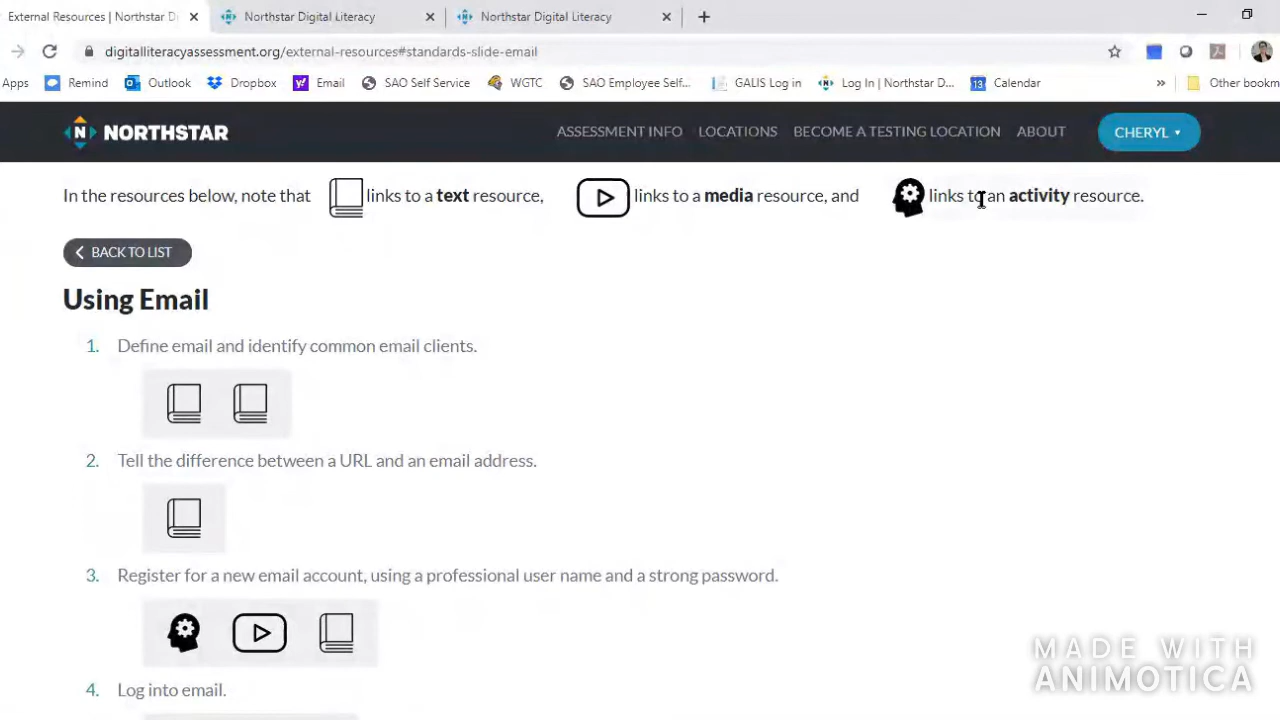 External Resources | Northstar D
Northstar Digital Literacy
Northstar Digital Literacy
digitalliteracyassessment.org/external-resources#standards-slide-email
Apps Remind Outlook Dropbox Email SAO Self Service WGTC SAO Employee Self... GALIS Log in Log In | Northstar D... 13 Calendar » Other bookm
N NORTHSTAR
ASSESSMENT INFO LOCATIONS BECOME A TESTING LOCATION ABOUT CHERYL
In the resources below, note that links to a text resource, links to a media resource, and links to an activity resource.
BACK TO LIST
Using Email
1. Define email and identify common email clients.
2. Tell the difference between a URL and an email address.
3. Register for a new email account, using a professional user name and a strong password.
4. Log into email.
MADE WITH
ANIMOTICA